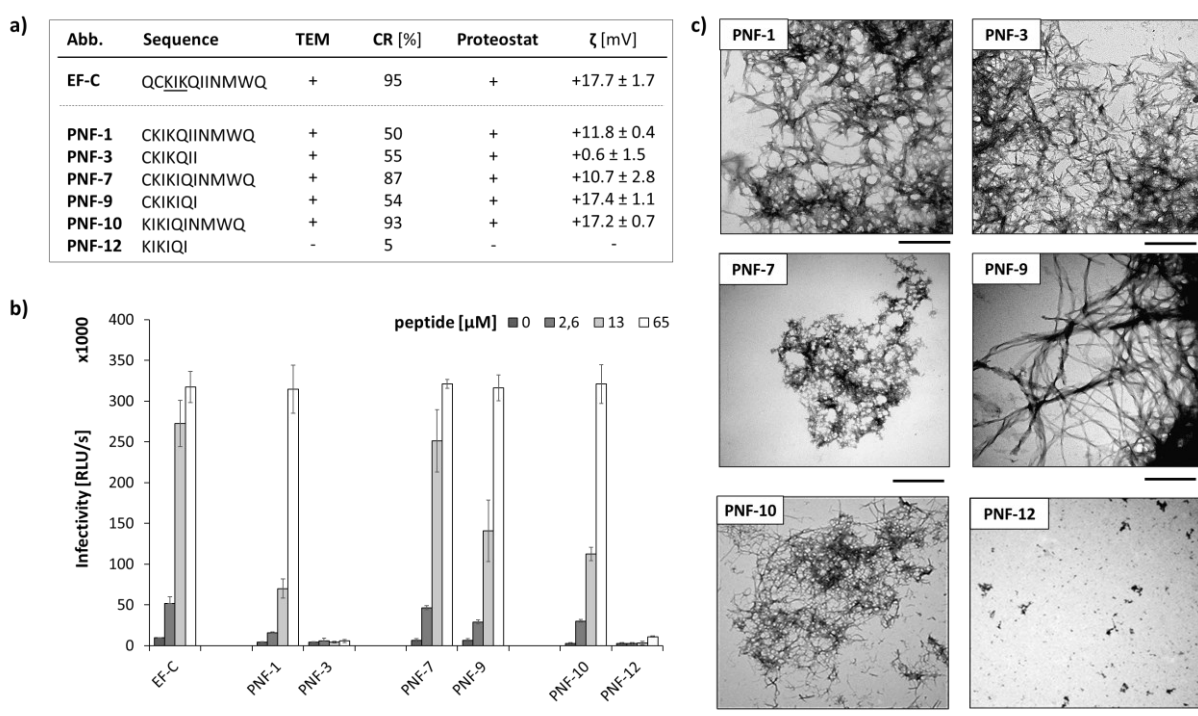 a)
Abb. Sequence TEM CR [%] Proteostat ζ [mV]
EF-C QCKIKQIINMWQ + 95 + +17.7 ± 1.7
PNF-1 CKIKQIINMWQ + 50 + +11.8 ± 0.4
PNF-3 CKIKQII + 55 + +0.6 ± 1.5
PNF-7 CKIKIQINMWQ + 87 + +10.7 ± 2.8
PNF-9 CKIKIQI + 54 + +17.4 ± 1.1
PNF-10 KIKIQINMWQ + 93 + +17.2 ± 0.7
PNF-12 KIKIQI - 5 - -
b)
peptide [µM] 0 2,6 13 65
x1000
Infectivity [RLU/s]
400
350
300
250
200
150
100
50
0
EF-C
PNF-1
PNF-3
PNF-7
PNF-9
PNF-10
PNF-12
c)
PNF-1
PNF-3
PNF-7
PNF-9
PNF-10
PNF-12